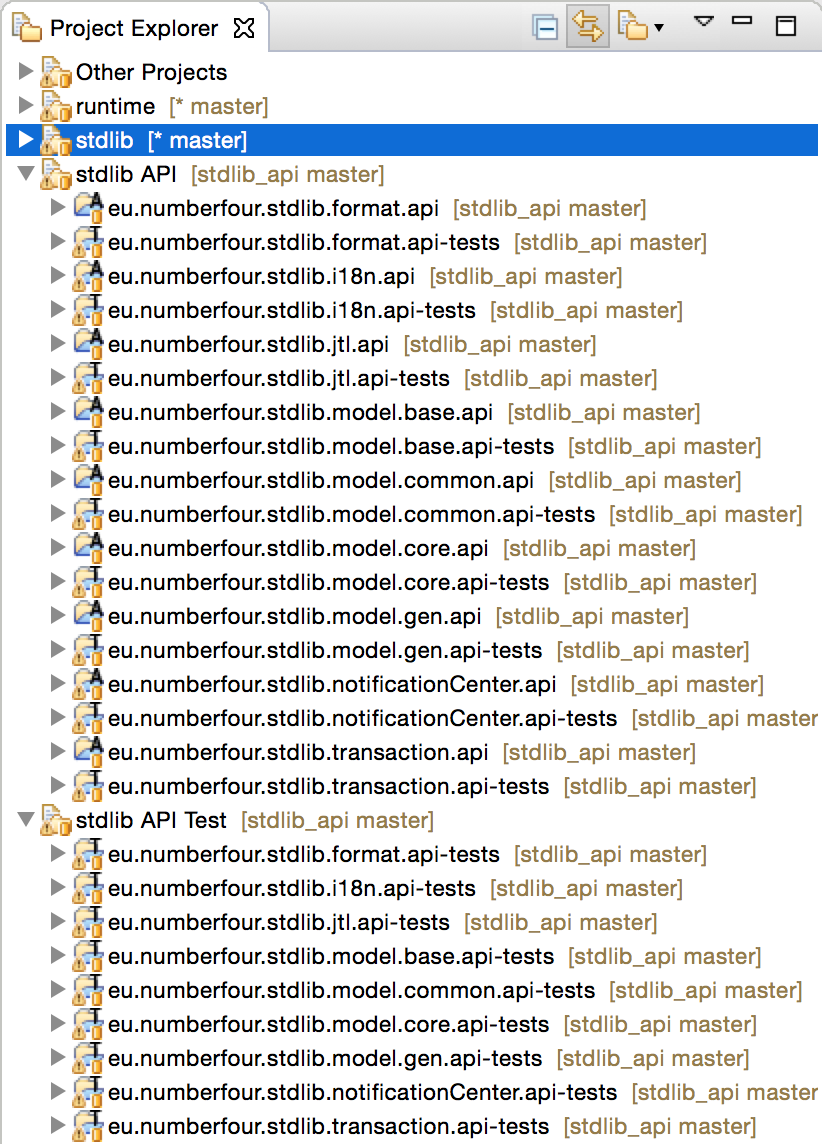 Project Explorer
Other Projects
runtime [* master]
stdlib [* master]
stdlib API [stdlib_api master]
eu.numberfour.stdlib.format.api [stdlib_api master]
eu.numberfour.stdlib.format.api-tests [stdlib_api master]
eu.numberfour.stdlib.i18n.api [stdlib_api master]
eu.numberfour.stdlib.i18n.api-tests [stdlib_api master]
eu.numberfour.stdlib.jtl.api [stdlib_api master]
eu.numberfour.stdlib.jtl.api-tests [stdlib_api master]
eu.numberfour.stdlib.model.base.api [stdlib_api master]
eu.numberfour.stdlib.model.base.api-tests [stdlib_api master]
eu.numberfour.stdlib.model.common.api [stdlib_api master]
eu.numberfour.stdlib.model.common.api-tests [stdlib_api master]
eu.numberfour.stdlib.model.core.api [stdlib_api master]
eu.numberfour.stdlib.model.core.api-tests [stdlib_api master]
eu.numberfour.stdlib.model.gen.api [stdlib_api master]
eu.numberfour.stdlib.model.gen.api-tests [stdlib_api master]
eu.numberfour.stdlib.notificationCenter.api [stdlib_api master]
eu.numberfour.stdlib.notificationCenter.api-tests [stdlib_api master
eu.numberfour.stdlib.transaction.api [stdlib_api master]
eu.numberfour.stdlib.transaction.api-tests [stdlib_api master]
stdlib API Test [stdlib_api master]
eu.numberfour.stdlib.format.api-tests [stdlib_api master]
eu.numberfour.stdlib.i18n.api-tests [stdlib_api master]
eu.numberfour.stdlib.jtl.api-tests [stdlib_api master]
eu.numberfour.stdlib.model.base.api-tests [stdlib_api master]
eu.numberfour.stdlib.model.common.api-tests [stdlib_api master]
eu.numberfour.stdlib.model.core.api-tests [stdlib_api master]
eu.numberfour.stdlib.model.gen.api-tests [stdlib_api master]
eu.numberfour.stdlib.notificationCenter.api-tests [stdlib_api master
eu.numberfour.stdlib.transaction.api-tests [stdlib_api master]